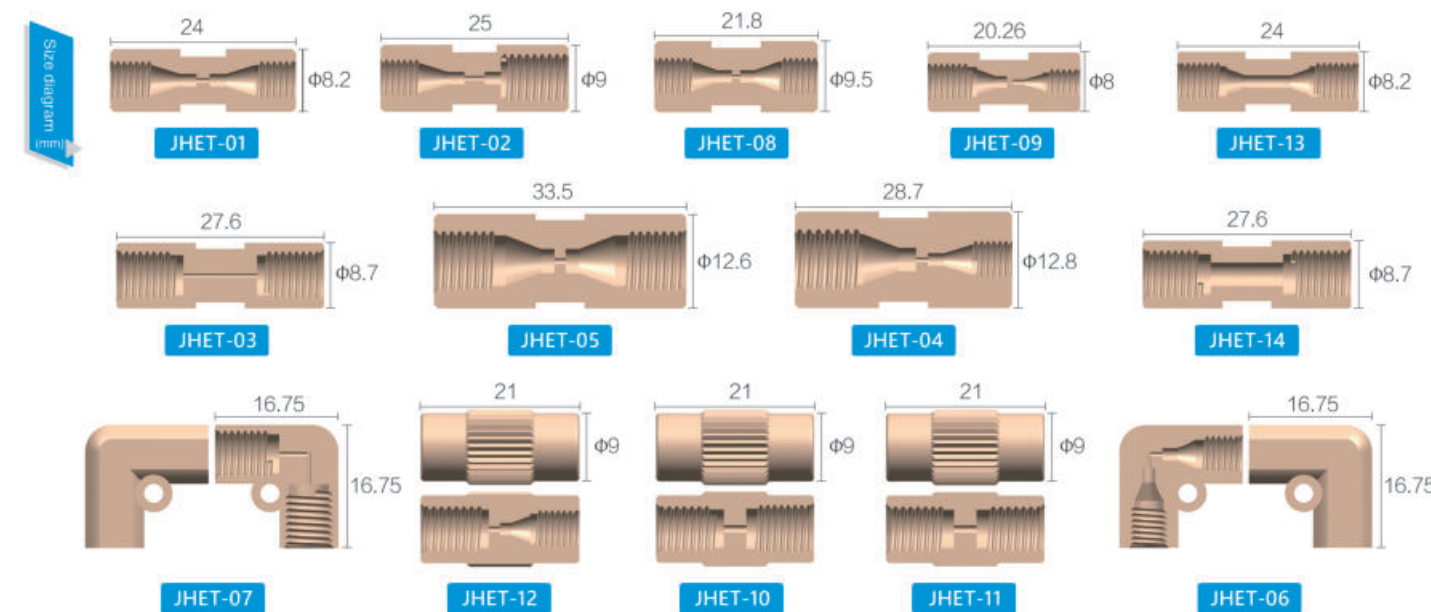 Size diagram
(mm)
24
Φ8.2
JHET-01
25
Φ9
JHET-02
21.8
Φ9.5
JHET-08
20.26
Φ8
JHET-09
24
Φ8.2
JHET-13
27.6
Φ8.7
JHET-03
33.5
Φ12.6
JHET-05
28.7
Φ12.8
JHET-04
27.6
Φ8.7
JHET-14
16.75
16.75
JHET-07
21
Φ9
JHET-12
21
Φ9
JHET-10
21
Φ9
JHET-11
16.75
16.75
JHET-06